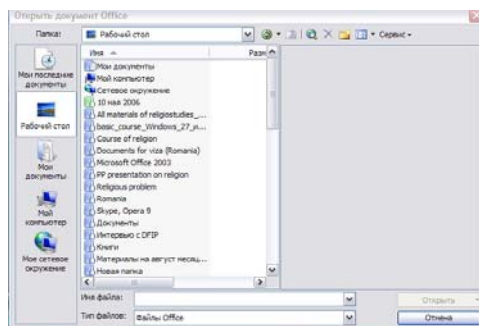 Открыть документ Office
Папка: Рабочий стол Сервис
Имя Разм
Мои последние документы
Рабочий стол
Мои документы
Мой компьютер
Мое сетевое окружение
Мои документы
Мой компьютер
Сетевое окружение
10 мая 2006
All materials of religiostudies_...
basic_course_Windows_27_и...
Course of religion
Documents for viza (Romania)
Microsoft Office 2003
PP presentation on religion
Religious problem
Romania
Skype, Opera 9
Документы
Интервью с DFIP
Книги
Материалы на август месяц...
Новая папка
Имя файла: Открыть
Тип файлов: Файлы Office Отмена